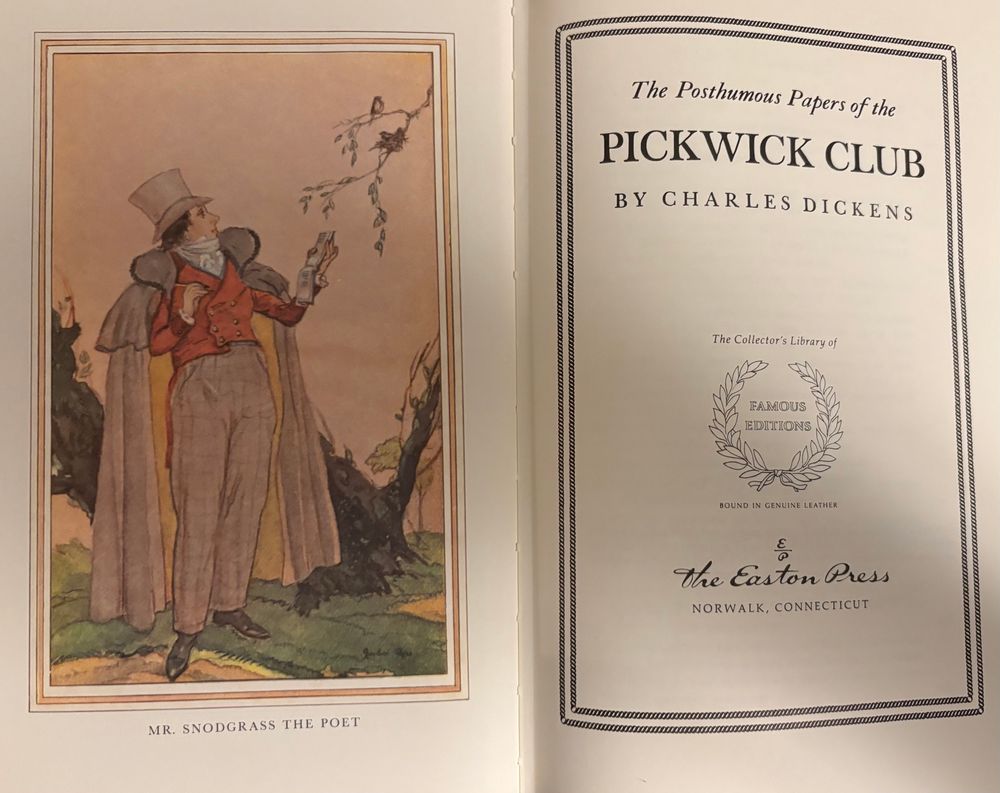 MR. SNODGRASS THE POET
The Posthumous Papers of the
PICKWICK CLUB
BY CHARLES DICKENS
The Collector's Library of
FAMOUS
EDITIONS
BOUND IN GENUINE LEATHER
E
P
the Easton Press
NORWALK, CONNECTICUT